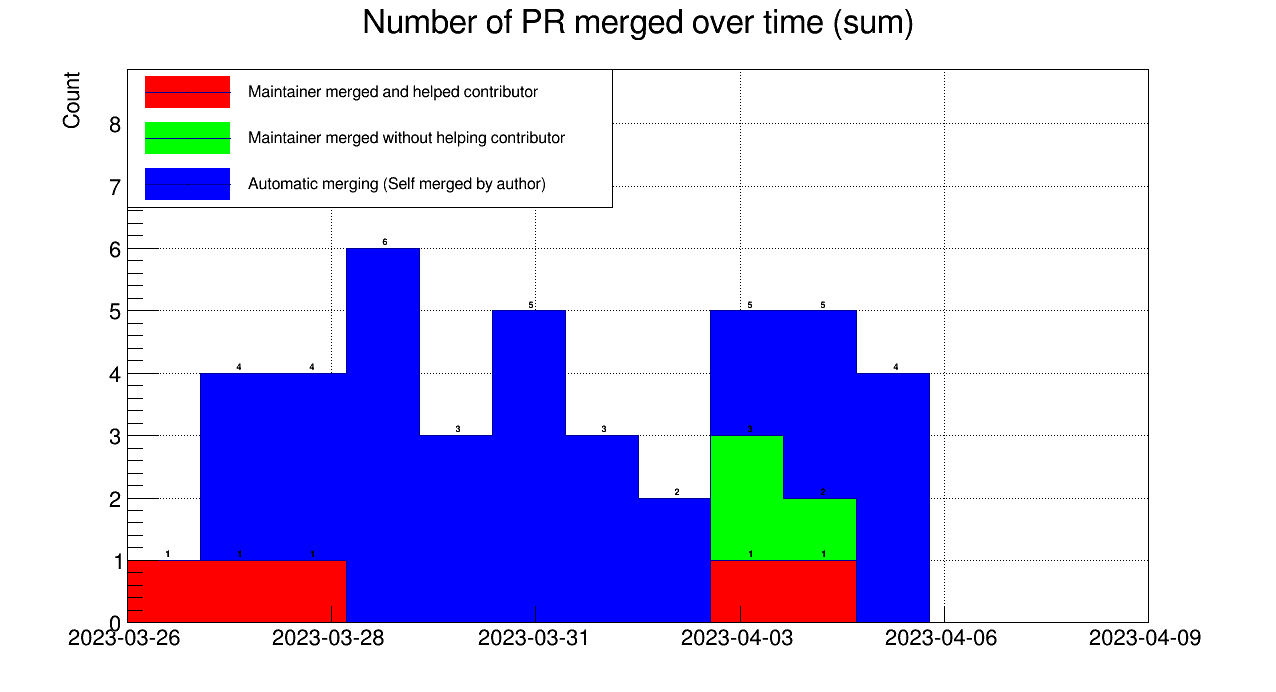 Number of PR merged over time (sum)
Count
Maintainer merged and helped contributor
Maintainer merged without helping contributor
Automatic merging (Self merged by author)
8
7
6
5
4
3
2
1
0
6
5
5 5
4 4
4
3
3
3
2
2
1 1 1
1 1
2023-03-26 2023-03-28 2023-03-31 2023-04-03 2023-04-06 2023-04-09